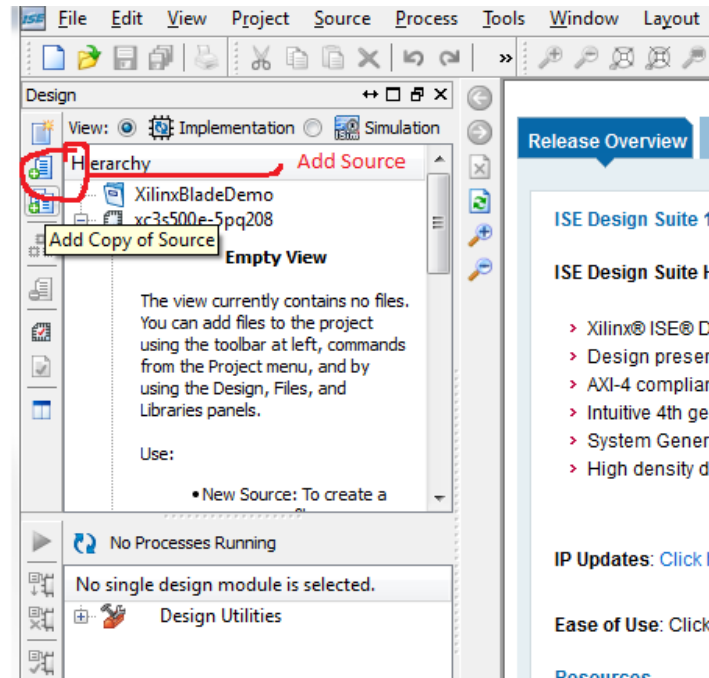 ISE File Edit View Project Source Process Tools Window Layout
»
Design
View: Implementation ISim Simulation
Hierarchy
Add Source
XilinxBladeDemo
xc3s500e-5pq208
Add Copy of Source
Empty View
The view currently contains no files.
You can add files to the project
using the toolbar at left, commands
from the Project menu, and by
using the Design, Files, and
Libraries panels.
Use:
• New Source: To create a
No Processes Running
No single design module is selected.
Design Utilities
Release Overview
ISE Design Suite 1
ISE Design Suite H
Xilinx® ISE® D
Design preser
AXI-4 complian
Intuitive 4th ge
System Gener
High density d
IP Updates: Click
Ease of Use: Click
Resources